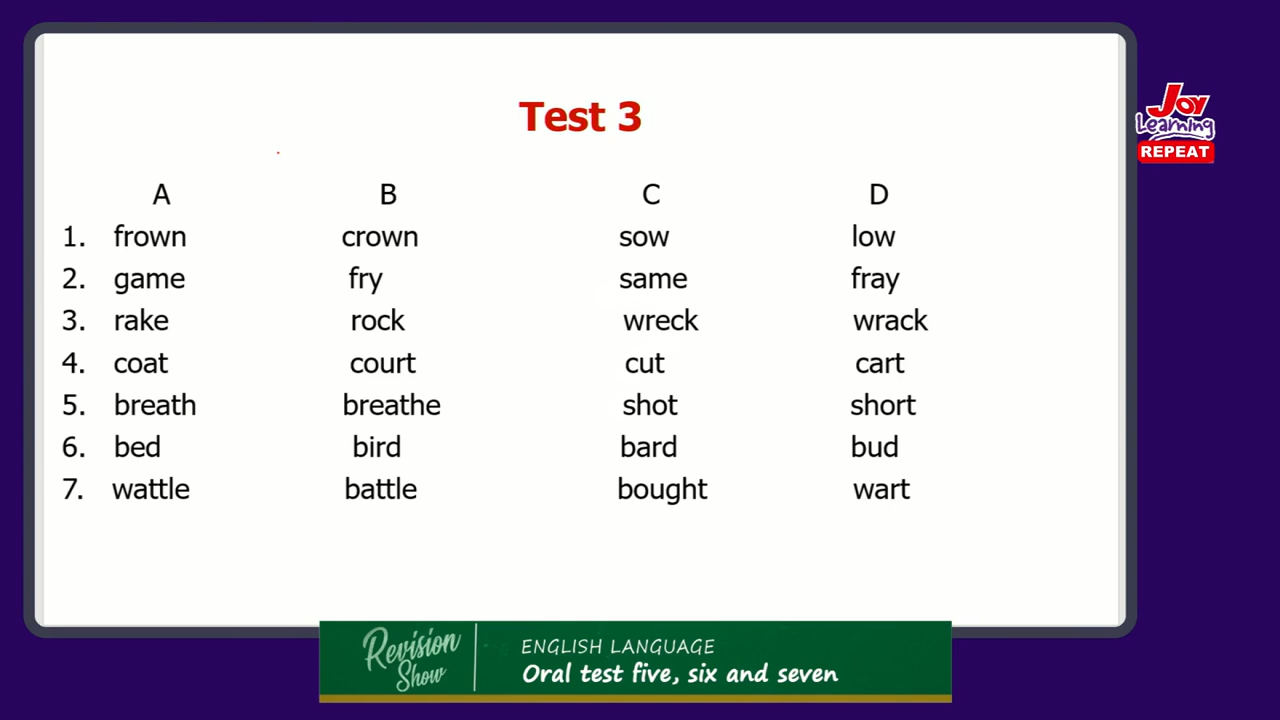 Test 3
Joy
Learning
REPEAT
A B C D
1. frown crown sow low
2. game fry same fray
3. rake rock wreck wrack
4. coat court cut cart
5. breath breathe shot short
6. bed bird bard bud
7. wattle battle bought wart
Revision
Show
ENGLISH LANGUAGE
Oral test five, six and seven